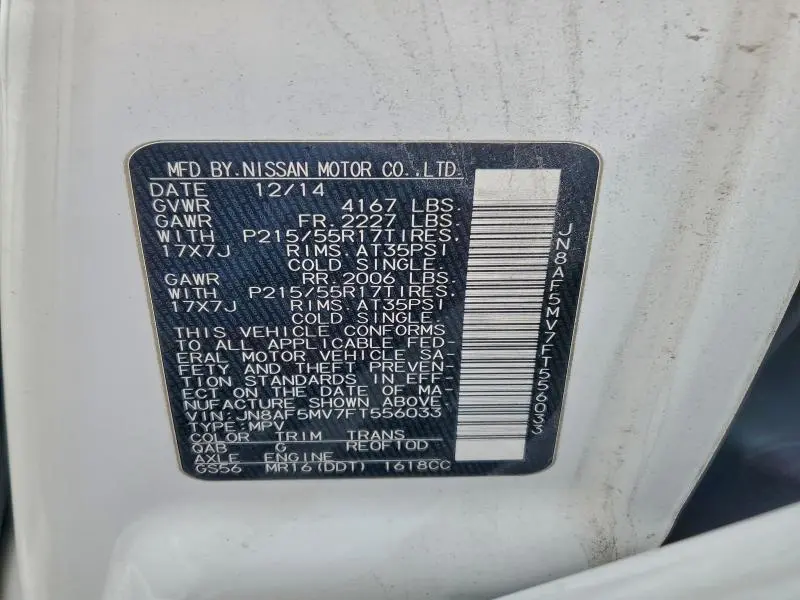 MFD BY.NISSAN MOTOR CO.,LTD.
DATE 12/14
GVWR 4167 LBS.
GAWR FR.2227 LBS.
WITH P215/55R17TIRES.
17X7J RIMS AT35PSI
COLD SINGLE
GAWR RR.2006 LBS.
WITH P215/55R17TIRES.
17X7J RIMS AT35PSI
COLD SINGLE
THIS VEHICLE CONFORMS
TO ALL APPLICABLE FED-
ERAL MOTOR VEHICLE SA-
FETY AND THEFT PREVEN-
TION STANDARDS IN EFF-
ECT ON THE DATE OF MA-
NUFACTURE SHOWN ABOVE.
VIN:JN8AF5MV7FT556033
TYPE:MPV
COLOR TRIM TRANS
QAB G RE0F10D
AXLE ENGINE
GS56 MR16(DDT) 1618CC
JN8AF5MV7FT556033